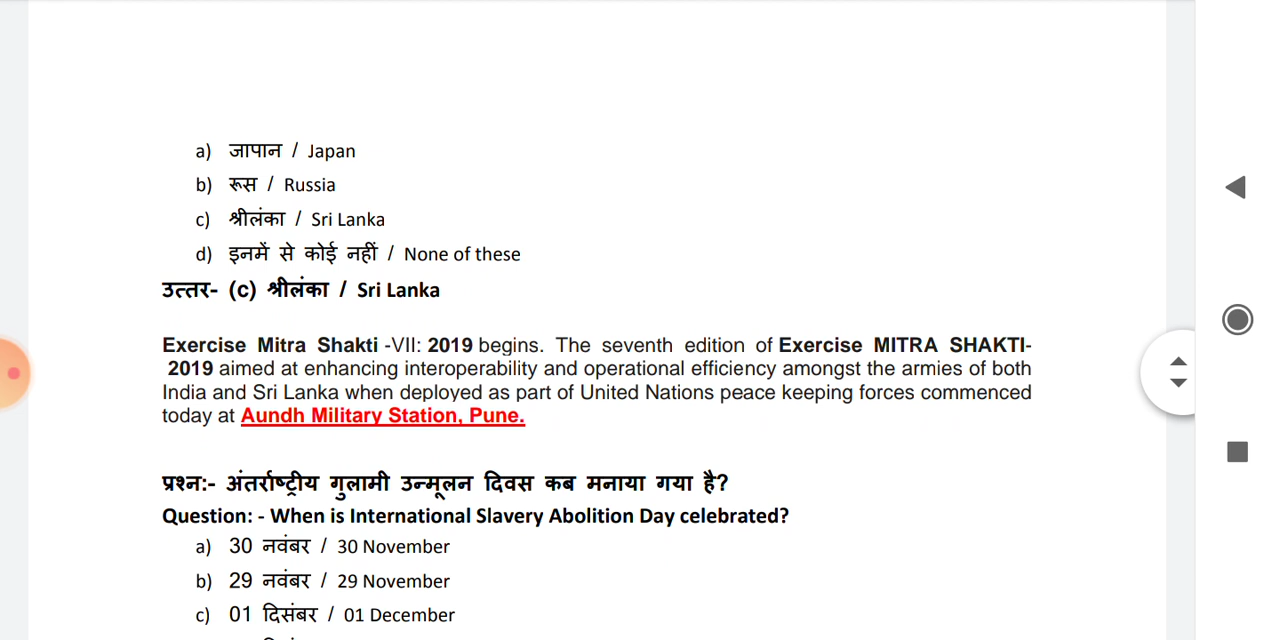 a) जापान / Japan
b) रूस / Russia
c) श्रीलंका / Sri Lanka
d) इनमें से कोई नहीं / None of these
उत्तर- (c) श्रीलंका / Sri Lanka
Exercise Mitra Shakti -VII: 2019 begins. The seventh edition of Exercise MITRA SHAKTI-
2019 aimed at enhancing interoperability and operational efficiency amongst the armies of both
India and Sri Lanka when deployed as part of United Nations peace keeping forces commenced
today at Aundh Military Station, Pune.
प्रश्न:- अंतर्राष्ट्रीय गुलामी उन्मूलन दिवस कब मनाया गया है?
Question: - When is International Slavery Abolition Day celebrated?
a) 30 नवंबर / 30 November
b) 29 नवंबर / 29 November
c) 01 दिसंबर / 01 December